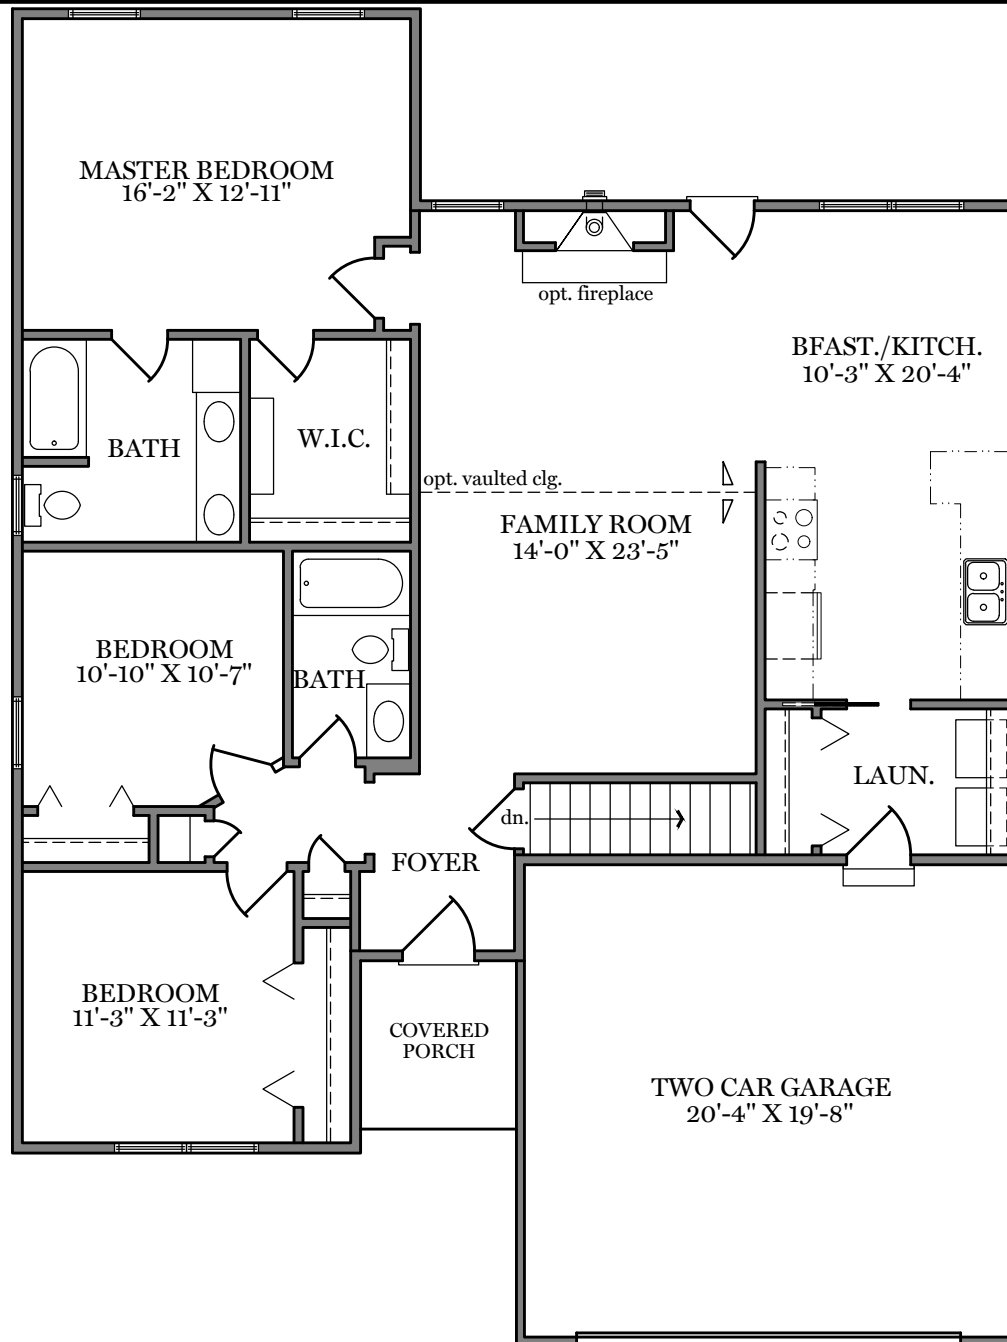 MASTER BEDROOM
16'-2" X 12'-11"
opt. fireplace
BFAST./KITCH.
10'-3" X 20'-4"
BATH
W.I.C.
opt. vaulted clg.
FAMILY ROOM
14'-0" X 23'-5"
BEDROOM
10'-10" X 10'-7"
BATH
LAUN.
dn.
FOYER
BEDROOM
11'-3" X 11'-3"
COVERED
PORCH
TWO CAR GARAGE
20'-4" X 19'-8"